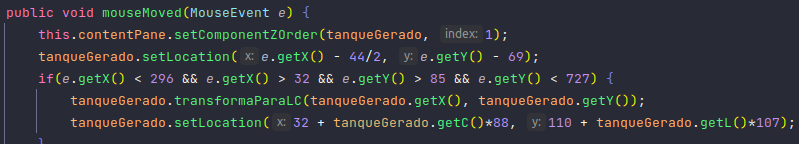 public void mouseMoved(MouseEvent e) {
this.contentPane.setComponentZOrder(tanqueGerado, index: 1);
tanqueGerado.setLocation(x: e.getX() - 44/2, y: e.getY() - 69);
if(e.getX() < 296 && e.getX() > 32 && e.getY() > 85 && e.getY() < 727) {
tanqueGerado.transformaParaLC(tanqueGerado.getX(), tanqueGerado.getY());
tanqueGerado.setLocation(x: 32 + tanqueGerado.getC()*88, y: 110 + tanqueGerado.getL()*107);
}